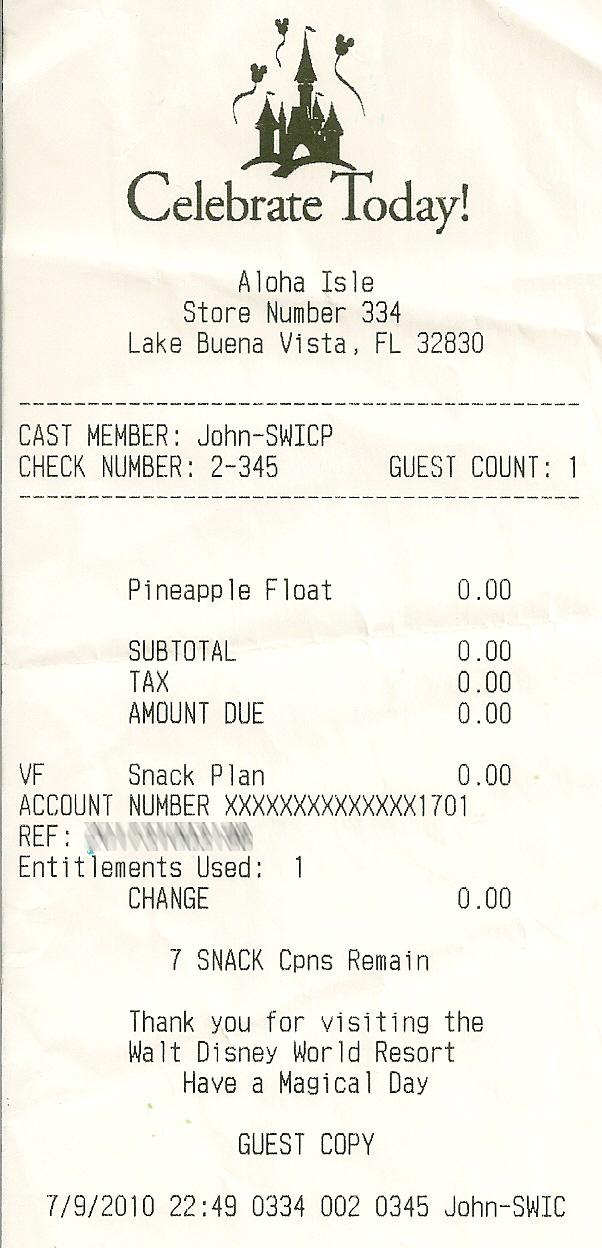 Celebrate Today!
Aloha Isle
Store Number 334
Lake Buena Vista, FL 32830
CAST MEMBER: John-SWICP
CHECK NUMBER: 2-345 GUEST COUNT: 1
Pineapple Float 0.00
SUBTOTAL 0.00
TAX 0.00
AMOUNT DUE 0.00
VF Snack Plan 0.00
ACCOUNT NUMBER XXXXXXXXXXXXXX1701
REF:
Entitlements Used: 1
CHANGE 0.00
7 SNACK Cpns Remain
Thank you for visiting the
Walt Disney World Resort
Have a Magical Day
GUEST COPY
7/9/2010 22:49 0334 002 0345 John-SWIC